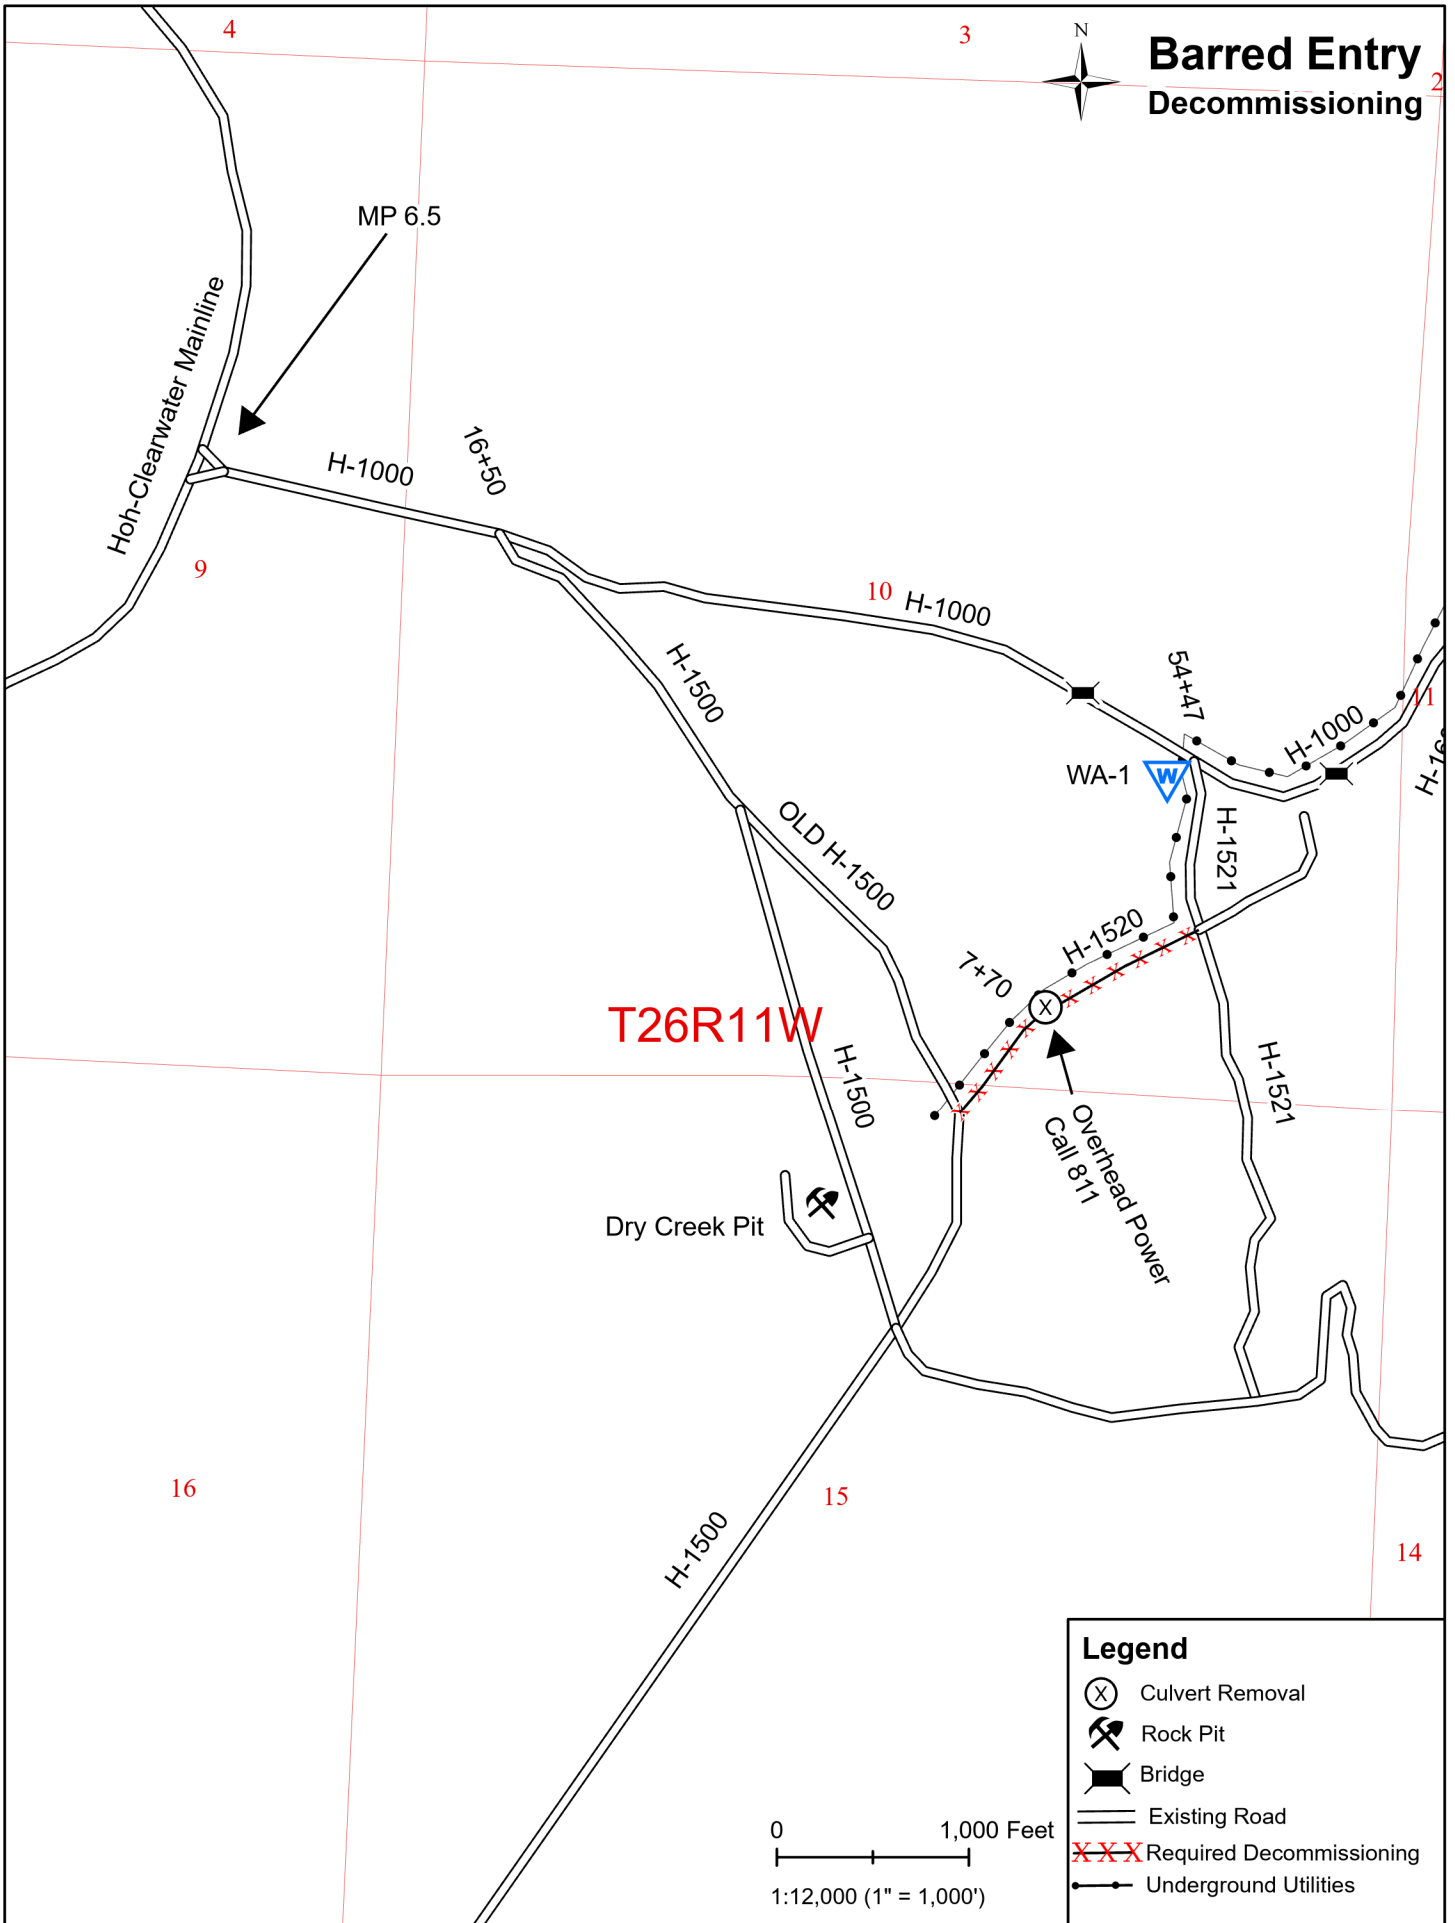 4
3
N
Barred Entry
2
Decommissioning
MP 6.5
Hoh-Clearwater Mainline
H-1000
16+50
9
10
H-1000
H-1500
54+47
11
H-1000
WA-1
W
H-1521
OLD H-1500
H-1520
7+70
X
T26R11W
H-1500
H-1521
Overhead Power
Call 811
Dry Creek Pit
16
15
H-1500
14
Legend
X Culvert Removal
Rock Pit
Bridge
Existing Road
X X X Required Decommissioning
Underground Utilities
0 1,000 Feet
1:12,000 (1" = 1,000')